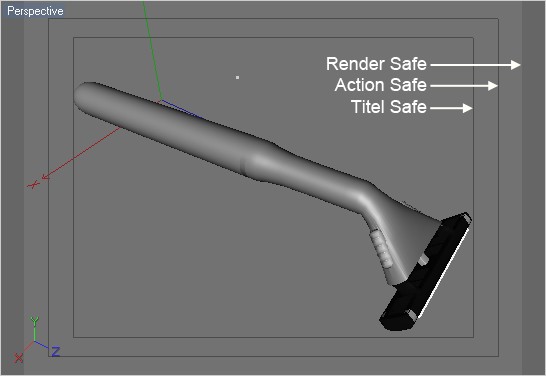 Perspective
Render Safe
Action Safe
Titel Safe
X
Y
Z
X